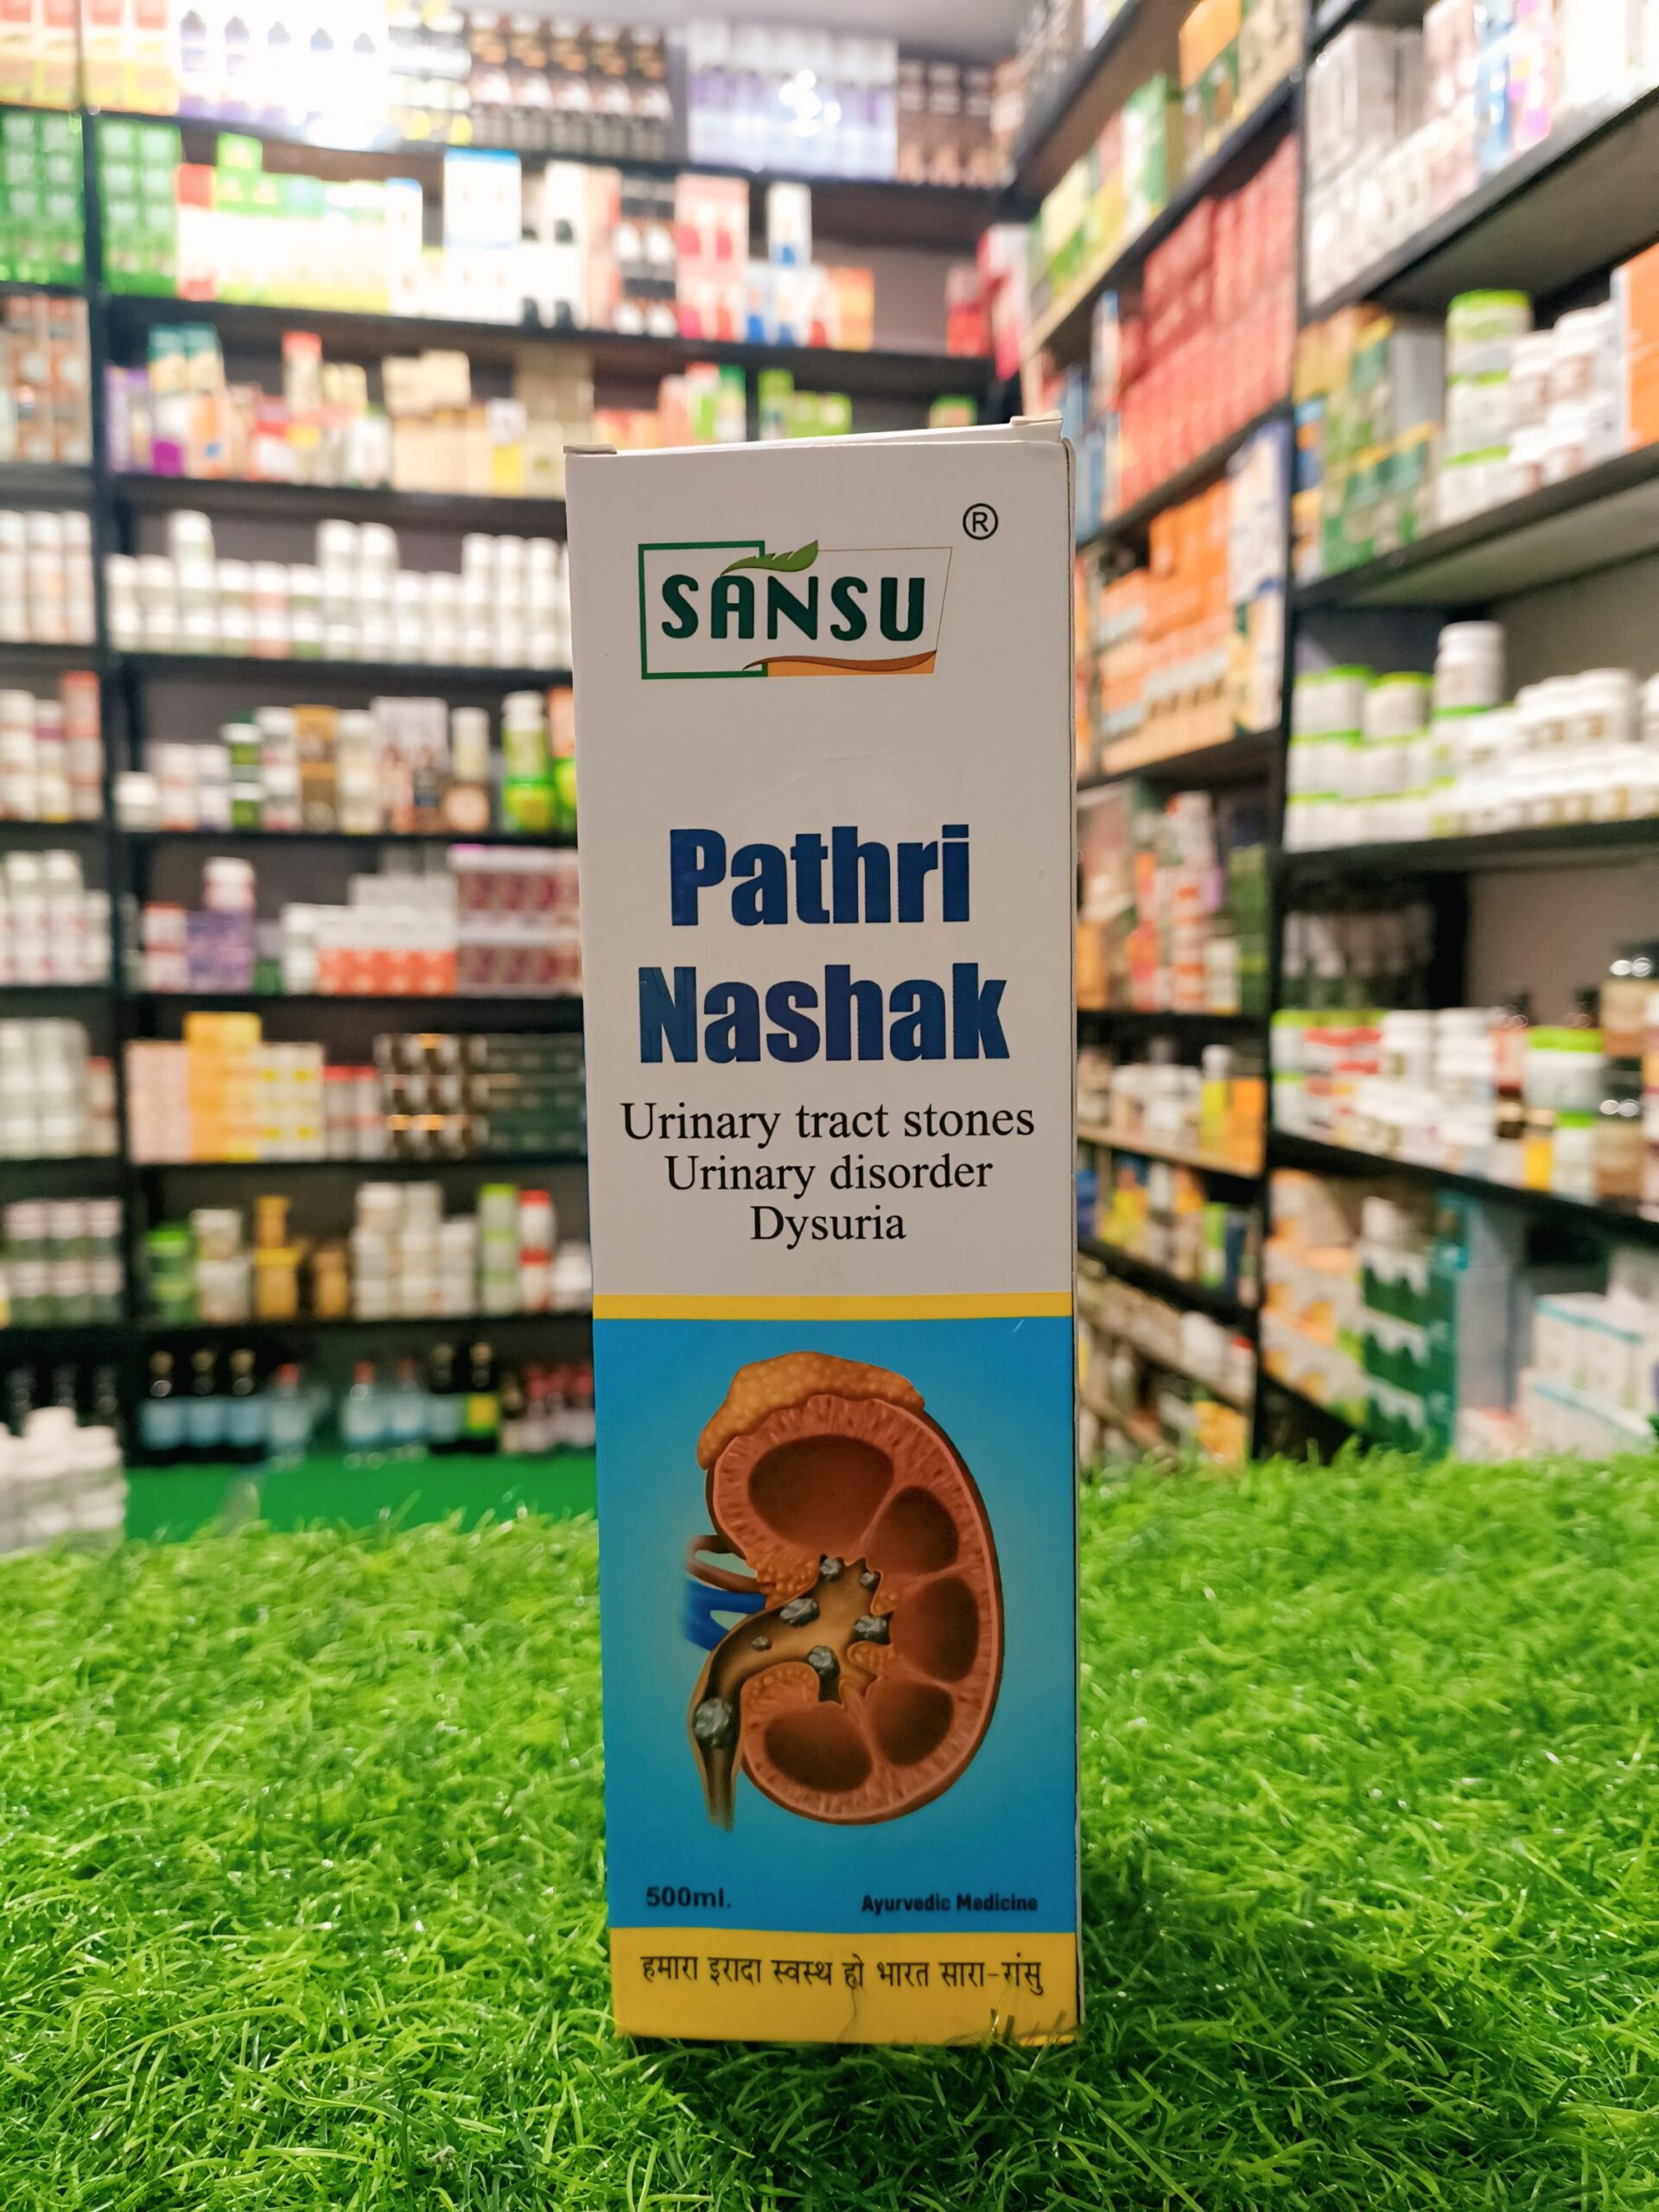 ®
SANSU
Pathri
Nashak
Urinary tract stones
Urinary disorder
Dysuria
500ml.
Ayurvedic Medicine
हमारा इरादा स्वस्थ हो भारत सारा-संसु